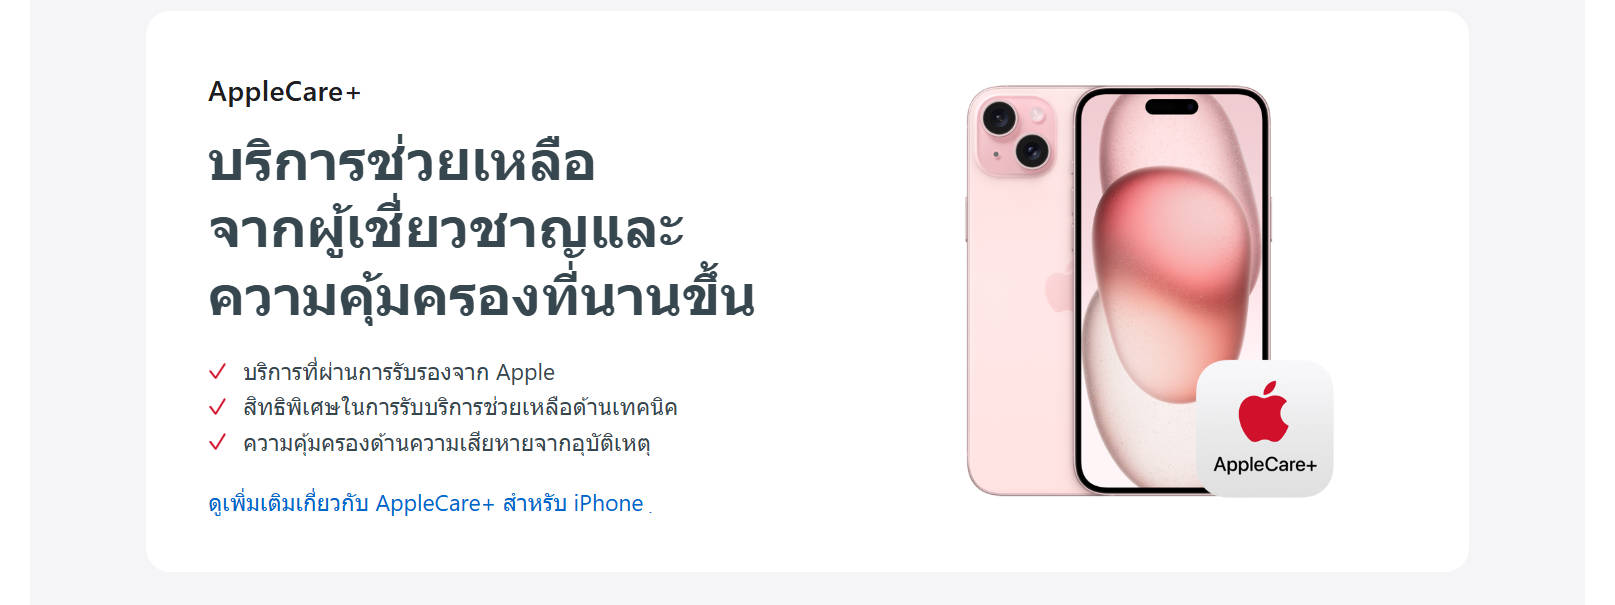 AppleCare+
บริการช่วยเหลือ
จากผู้เชี่ยวชาญและ
ความคุ้มครองที่นานขึ้น
บริการที่ผ่านการรับรองจาก Apple
สิทธิพิเศษในการรับบริการช่วยเหลือด้านเทคนิค
ความคุ้มครองด้านความเสียหายจากอุบัติเหตุ
ดูเพิ่มเติมเกี่ยวกับ AppleCare+ สำหรับ iPhone .
AppleCare+